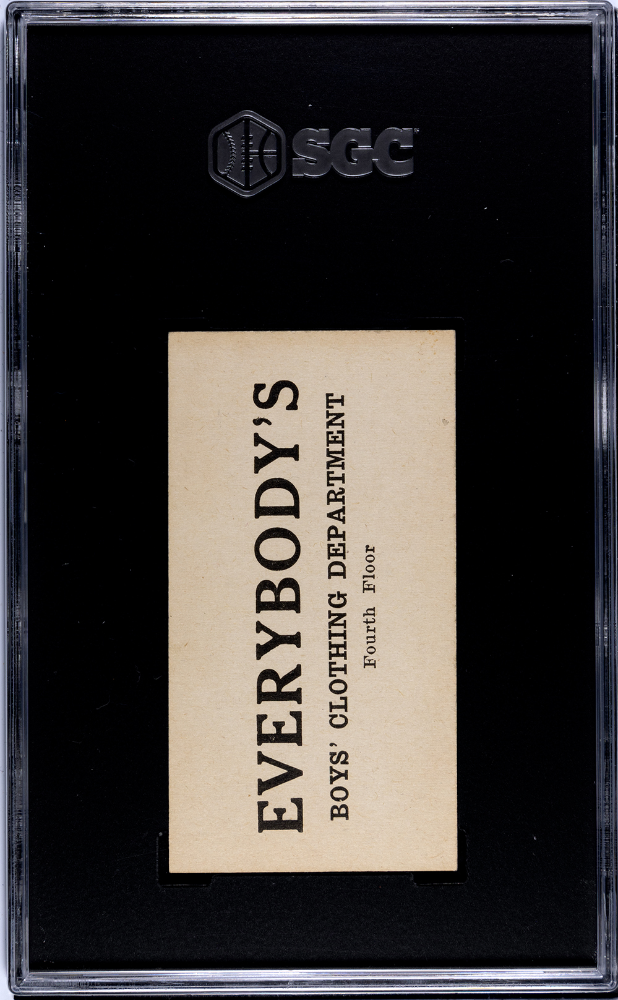 SGC
EVERYBODY'S
BOYS' CLOTHING DEPARTMENT
Fourth Floor